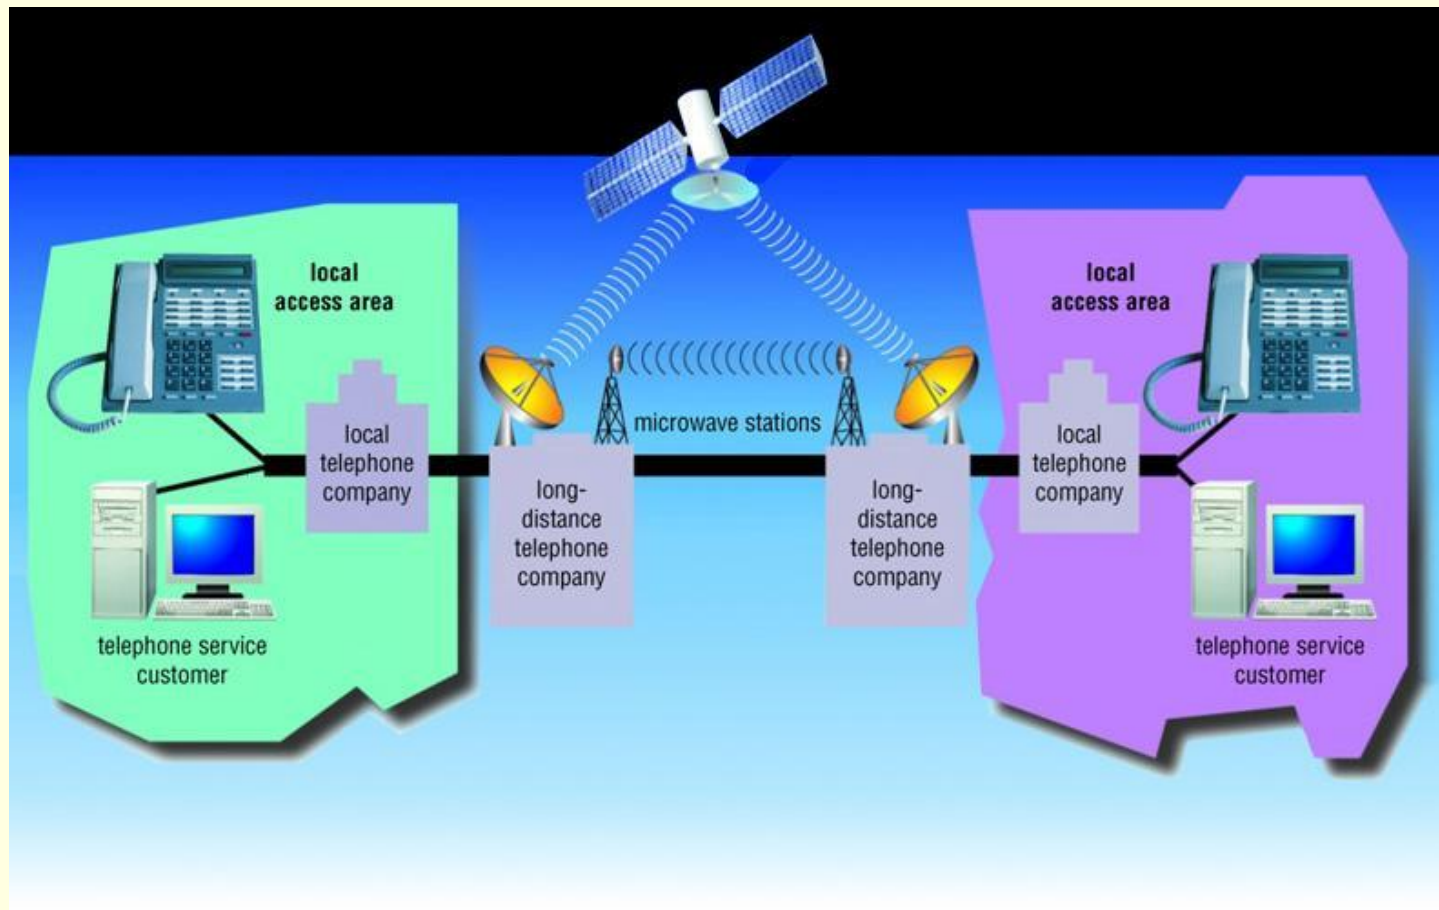 local
access area
local
telephone
company
telephone service
customer
long-
distance
telephone
company
microwave stations
long-
distance
telephone
company
local
access area
local
telephone
company
telephone service
customer